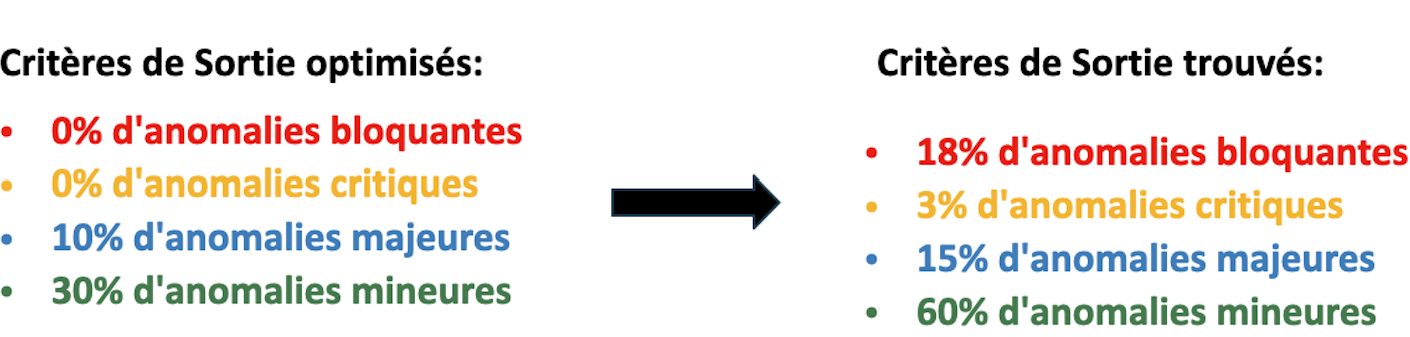 Critères de Sortie optimisés:
• 0% d'anomalies bloquantes
• 0% d'anomalies critiques
• 10% d'anomalies majeures
• 30% d'anomalies mineures
Critères de Sortie trouvés:
• 18% d'anomalies bloquantes
• 3% d'anomalies critiques
• 15% d'anomalies majeures
• 60% d'anomalies mineures